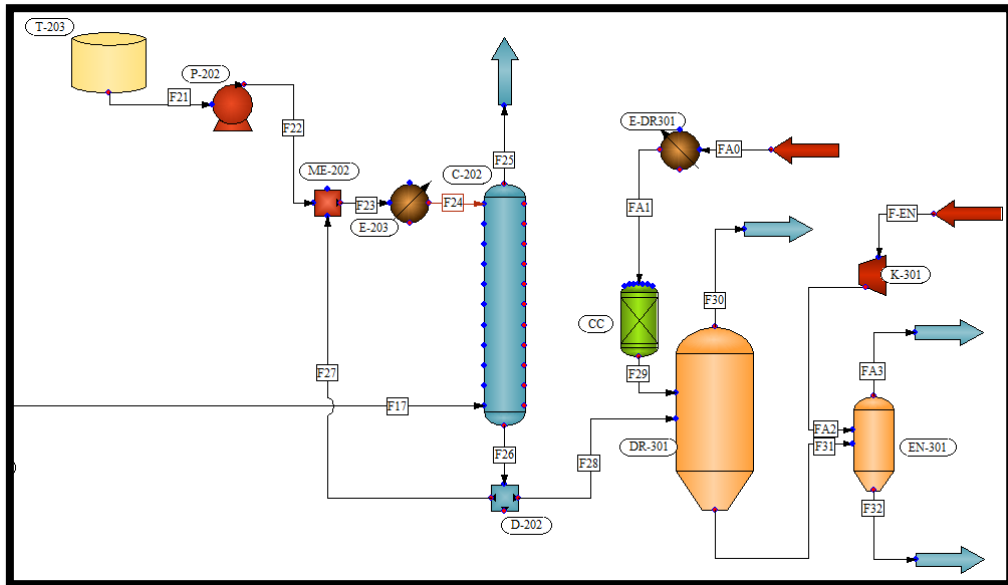 T-203
P-202
F21
F22
ME-202
F23
E-203
F24
C-202
F25
E-DR301
FA0
FA1
F-EN
K-301
F30
CC
F29
FA3
F27
F17
FA2
F31
DR-301
EN-301
F26
F28
F32
D-202